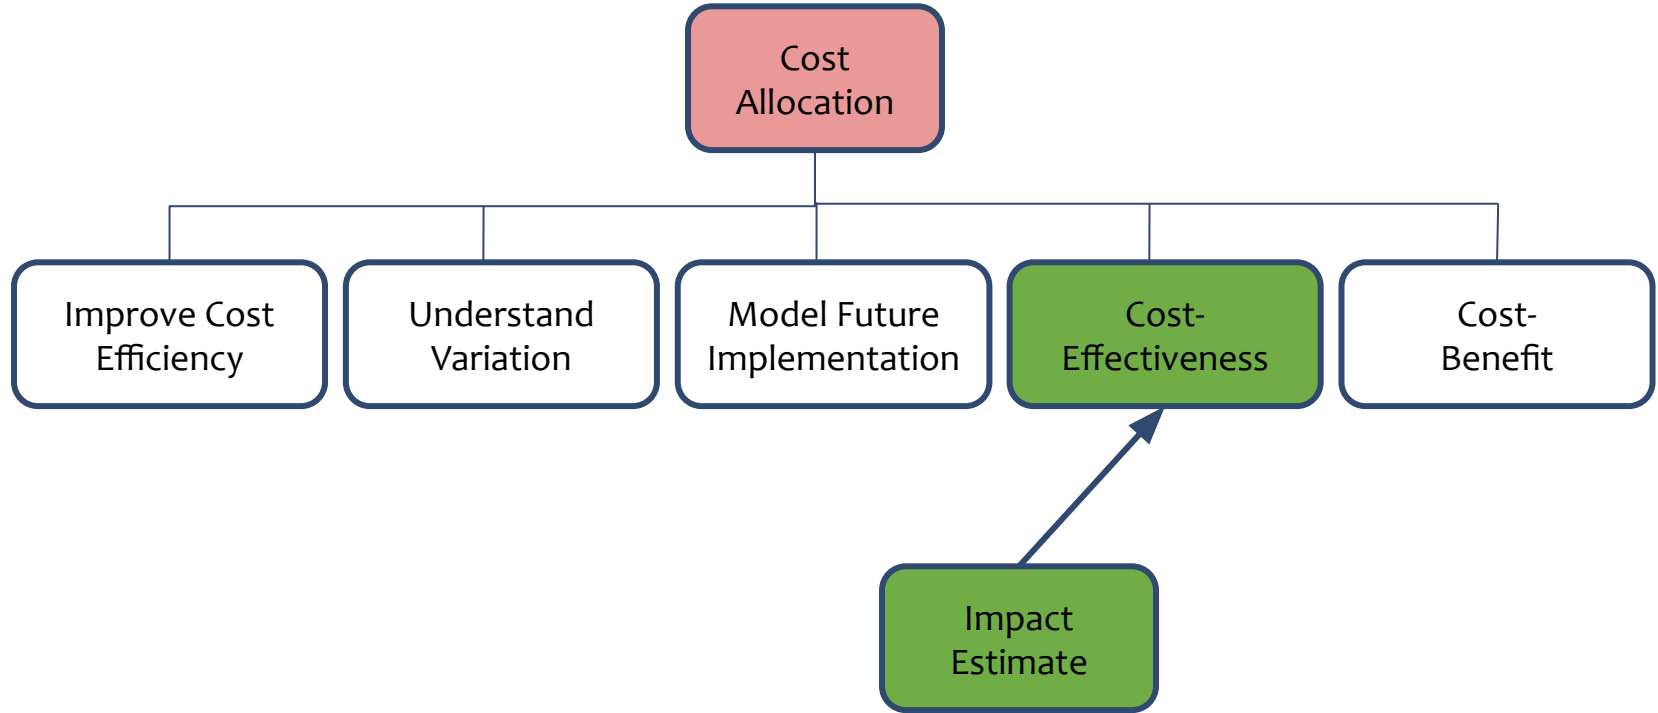 Cost
Allocation
Improve Cost
Efficiency
Understand
Variation
Model Future
Implementation
Cost-
Effectiveness
Cost-
Benefit
Impact
Estimate